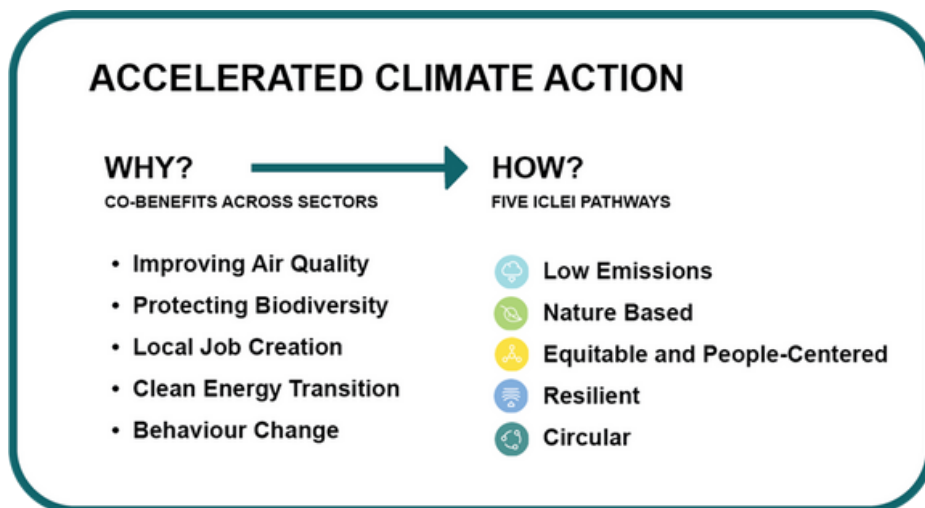 ACCELERATED CLIMATE ACTION
WHY?
CO-BENEFITS ACROSS SECTORS
• Improving Air Quality
• Protecting Biodiversity
• Local Job Creation
• Clean Energy Transition
• Behaviour Change
HOW?
FIVE ICLEI PATHWAYS
Low Emissions
Nature Based
Equitable and People-Centered
Resilient
Circular